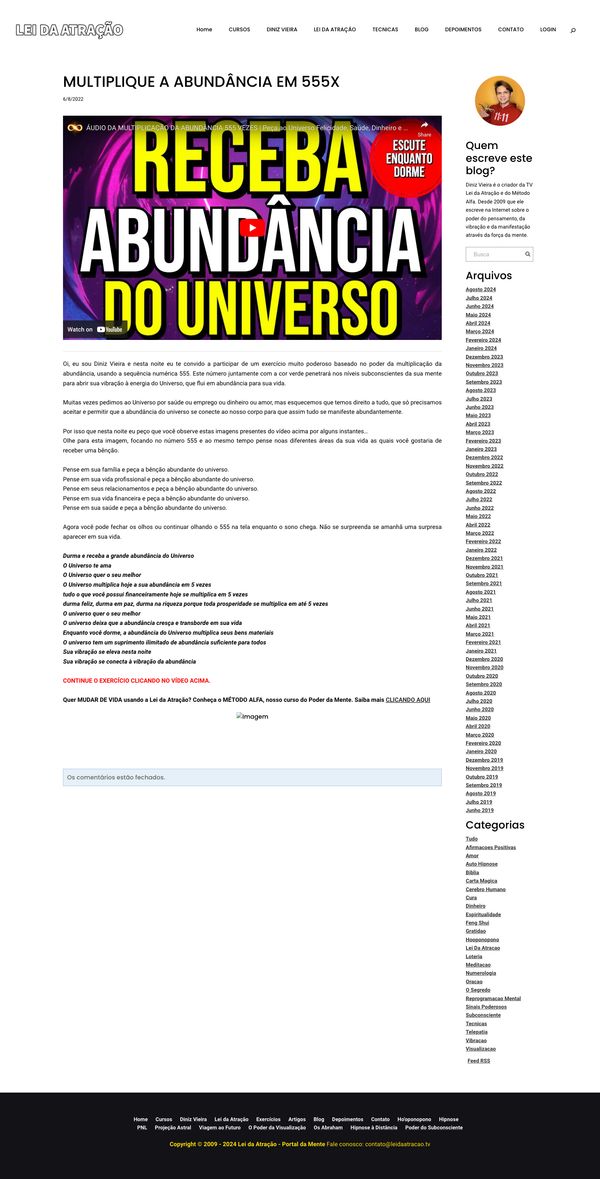 LEI DA ATRAÇÃO
Home CURSOS DINIZ VIEIRA LEI DA ATRAÇÃO TECNICAS BLOG DEPOIMENTOS CONTATO LOGIN
MULTIPLIQUE A ABUNDÂNCIA EM 555X
6/8/2022
ÁUDIO DA MULTIPLICAÇÃO DA ABUNDÂNCIA 555 VEZES | Peça ao Universo Felicidade, Saúde, Dinheiro e ...
Share
RECEBA
ESCUTE
ENQUANTO
DORME
ABUNDÂNCIA
DO UNIVERSO
Watch on YouTube
Oi, eu sou Diniz Vieira e nesta noite eu te convido a participar de um exercício muito poderoso baseado no poder da multiplicação da
abundância, usando a sequência numérica 555. Este número juntamente com a cor verde penetrará nos níveis subconscientes da sua mente
para abrir sua vibração à energia do Universo, que flui em abundância para sua vida.
Muitas vezes pedimos ao Universo por saúde ou emprego ou dinheiro ou amor, mas esquecemos que temos direito a tudo, que só precisamos
aceitar e permitir que a abundância do universo se conecte ao nosso corpo para que assim tudo se manifeste abundantemente.
Por isso que nesta noite eu peço que você observe estas imagens presentes do vídeo acima por alguns instantes...
Olhe para esta imagem, focando no número 555 e ao mesmo tempo pense noas diferentes áreas da sua vida as quais você gostaria de
receber uma bênção.
Pense em sua família e peça a bênção abundante do universo.
Pense em sua vida profissional e peça a bênção abundante do universo.
Pense em seus relacionamentos e peça a bênção abundante do universo.
Pense em sua vida financeira e peça a bênção abundante do universo.
Pense em sua saúde e peça a bênção abundante do universo.
Agora você pode fechar os olhos ou continuar olhando o 555 na tela enquanto o sono chega. Não se surpreenda se amanhã uma surpresa
aparecer em sua vida.
Durma e receba a grande abundância do Universo
O Universo te ama
O Universo quer o seu melhor
O Universo multiplica hoje a sua abundância em 5 vezes
tudo o que você possui financeiramente hoje se multiplica em 5 vezes
durma feliz, durma em paz, durma na riqueza porque toda prosperidade se multiplica em até 5 vezes
O universo quer o seu melhor
O universo deixa que a abundância cresça e transborde em sua vida
Enquanto você dorme, a abundância do Universo multiplica seus bens materiais
O universo tem um suprimento ilimitado de abundância suficiente para todos
Sua vibração se eleva nesta noite
Sua vibração se conecta à vibração da abundância
CONTINUE O EXERCÍCIO CLICANDO NO VÍDEO ACIMA.
Quer MUDAR DE VIDA usando a Lei da Atração? Conheça o MÉTODO ALFA, nosso curso do Poder da Mente. Saiba mais CLICANDO AQUI
Imagem
Os comentários estão fechados.
11:11
Quem
escreve este
blog?
Diniz Vieira é o criador da TV
Lei da Atração e do Método
Alfa. Desde 2009 que ele
escreve na Internet sobre o
poder do pensamento, da
vibração e da manifestação
através da força da mente.
Busca
Arquivos
Agosto 2024
Julho 2024
Junho 2024
Maio 2024
Abril 2024
Março 2024
Fevereiro 2024
Janeiro 2024
Dezembro 2023
Novembro 2023
Outubro 2023
Setembro 2023
Agosto 2023
Julho 2023
Junho 2023
Maio 2023
Abril 2023
Março 2023
Fevereiro 2023
Janeiro 2023
Dezembro 2022
Novembro 2022
Outubro 2022
Setembro 2022
Agosto 2022
Julho 2022
Junho 2022
Maio 2022
Abril 2022
Março 2022
Fevereiro 2022
Janeiro 2022
Dezembro 2021
Novembro 2021
Outubro 2021
Setembro 2021
Agosto 2021
Julho 2021
Junho 2021
Maio 2021
Abril 2021
Março 2021
Fevereiro 2021
Janeiro 2021
Dezembro 2020
Novembro 2020
Outubro 2020
Setembro 2020
Agosto 2020
Julho 2020
Junho 2020
Maio 2020
Abril 2020
Março 2020
Fevereiro 2020
Janeiro 2020
Dezembro 2019
Novembro 2019
Outubro 2019
Setembro 2019
Agosto 2019
Julho 2019
Junho 2019
Categorias
Tudo
Afirmacoes Positivas
Amor
Auto Hipnose
Biblia
Carta Magica
Cerebro Humano
Cura
Dinheiro
Espiritualidade
Feng Shui
Gratidao
Hooponopono
Lei Da Atracao
Loteria
Meditacao
Numerologia
Oracao
O Segredo
Reprogramacao Mental
Sinais Poderosos
Subconsciente
Tecnicas
Telepatia
Vibracao
Visualizacao
Feed RSS
Home Cursos Diniz Vieira Lei da Atração Exercícios Artigos Blog Depoimentos Contato Ho'oponopono Hipnose
PNL Projeção Astral Viagem ao Futuro O Poder da Visualização Os Abraham Hipnose à Distância Poder do Subconsciente
Copyright © 2009 - 2024 Lei da Atração - Portal da Mente Fale conosco: contato@leidaatracao.tv